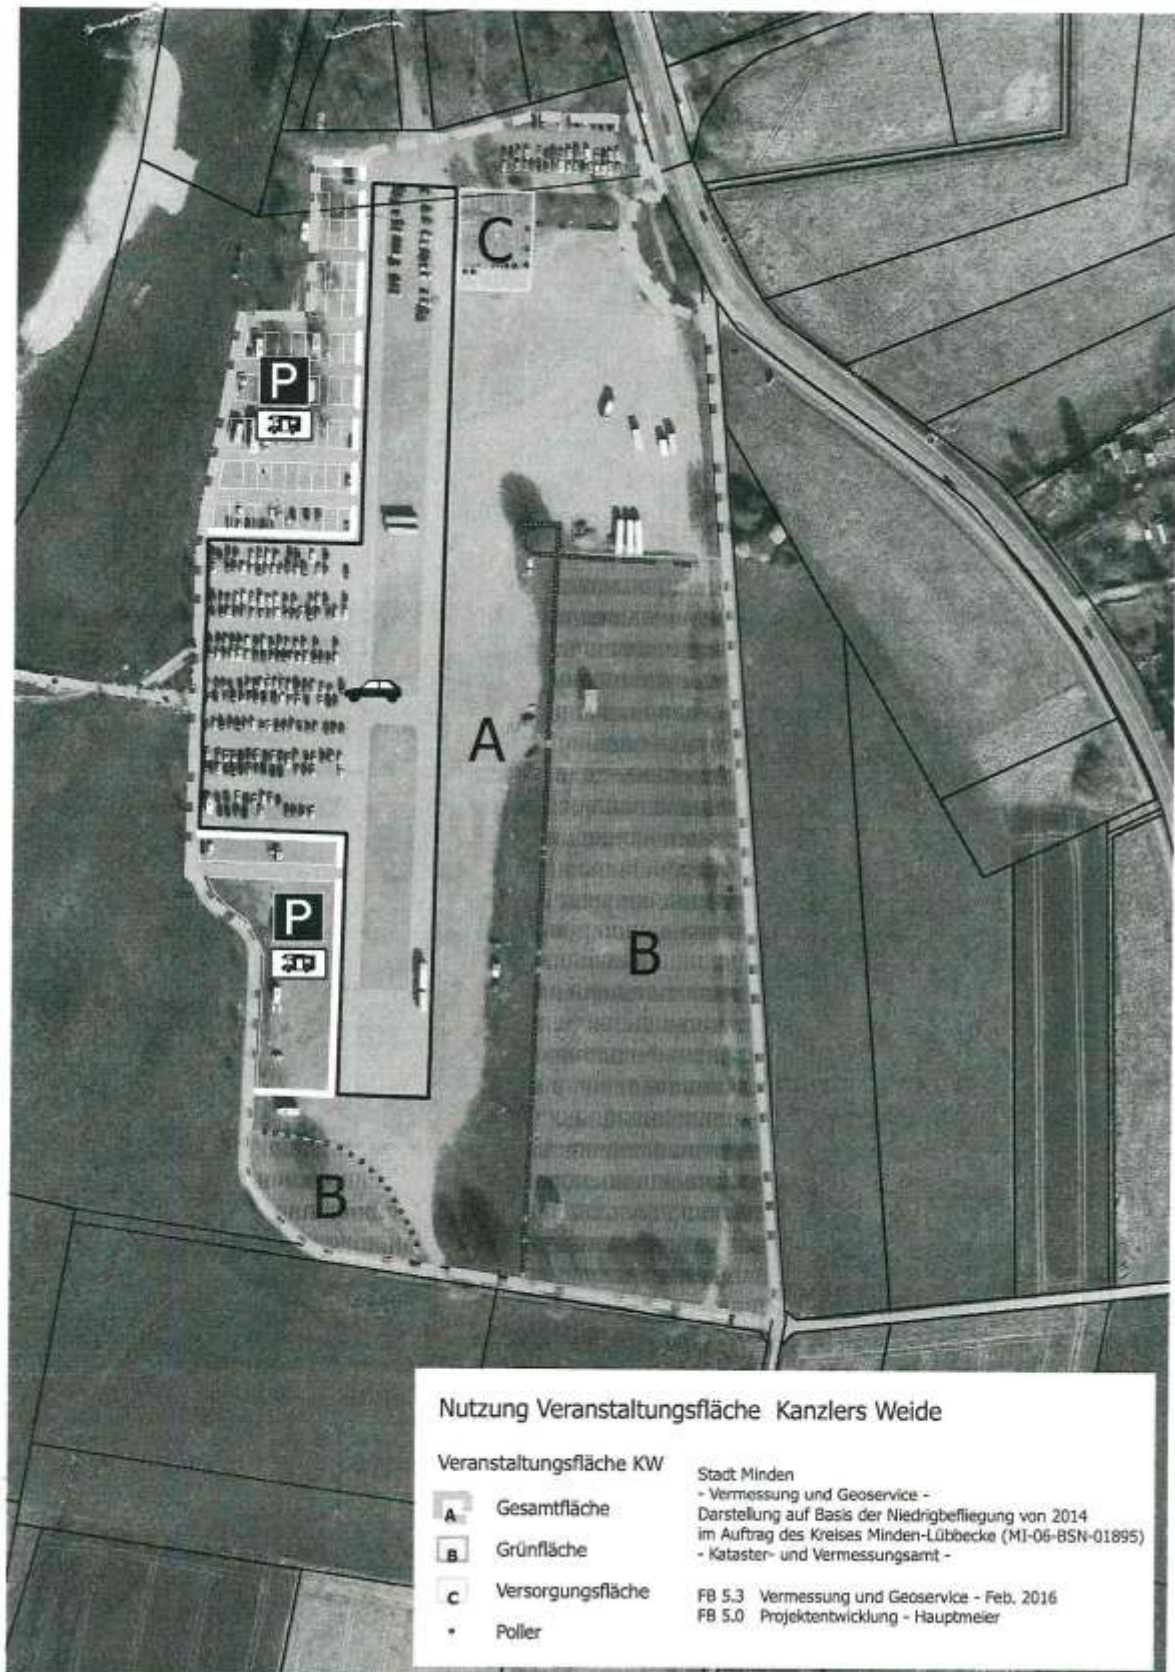 C
P
A
P
B
B
Nutzung Veranstaltungsfläche Kanzlers Weide
Veranstaltungsfläche KW
A Gesamtfläche
B Grünfläche
C Versorgungsfläche
Poller
Stadt Minden
- Vermessung und Geoservice -
Darstellung auf Basis der Niedrigbefliegung von 2014
im Auftrag des Kreises Minden-Lübbecke (MI-06-BSN-01895)
- Kataster- und Vermessungsamt -
FB 5.3 Vermessung und Geoservice - Feb. 2016
FB 5.0 Projektentwicklung - Hauptmeier